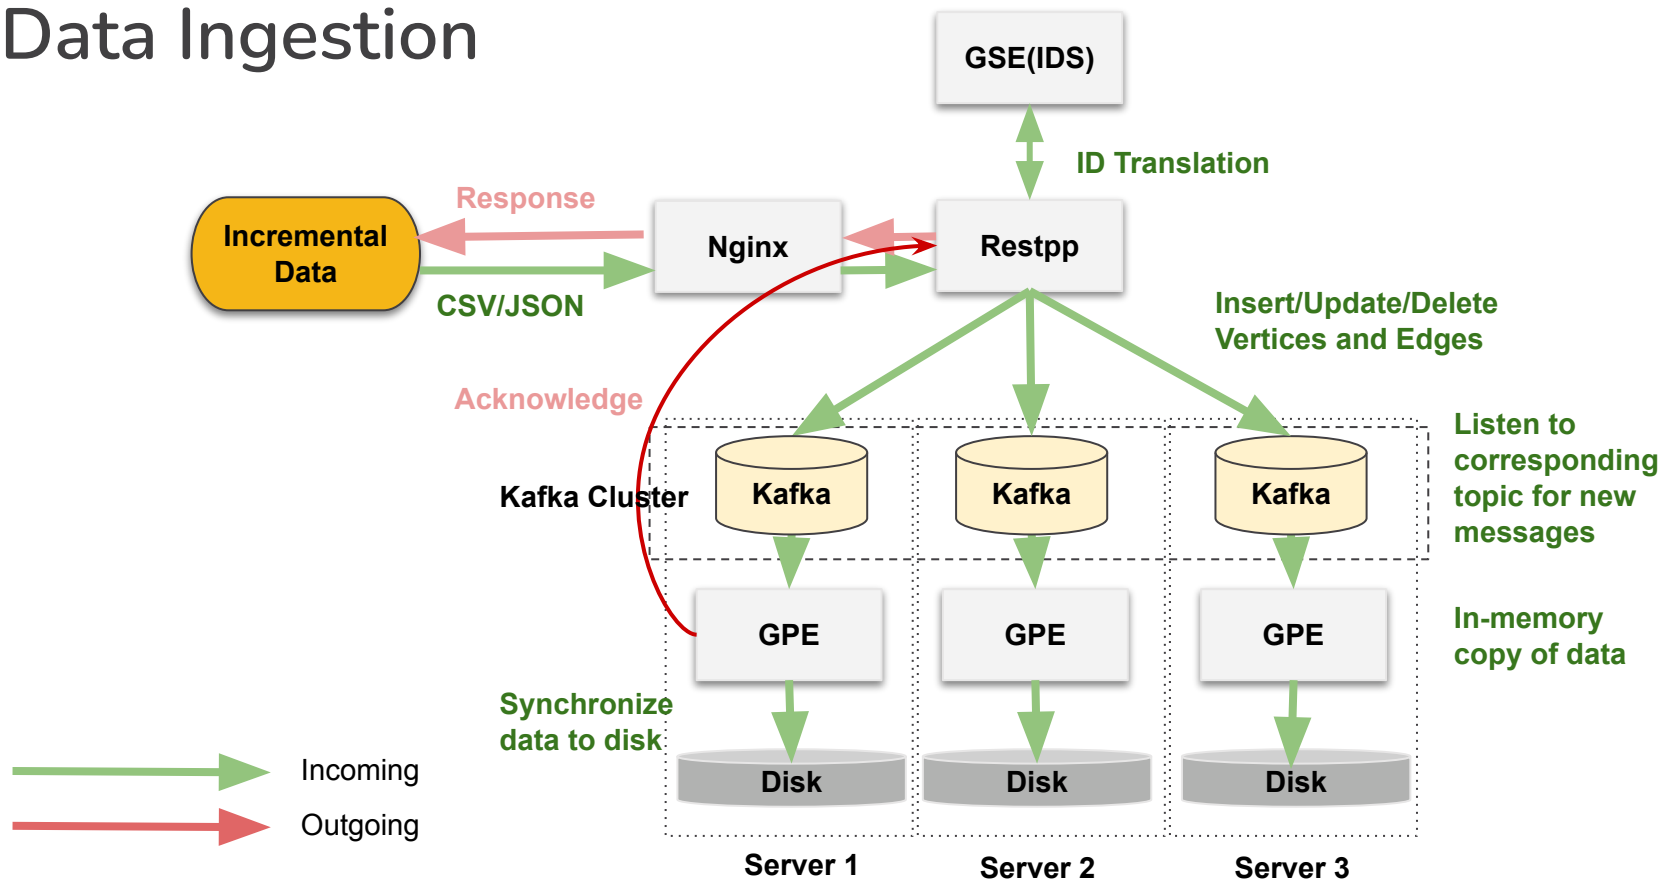 Data Ingestion
GSE(IDS)
ID Translation
Response
Incremental
Data
Nginx
Restpp
CSV/JSON
Insert/Update/Delete
Vertices and Edges
Acknowledge
Listen to
corresponding
topic for new
messages
Kafka Cluster
Kafka
Kafka
Kafka
GPE
GPE
GPE
In-memory
copy of data
Synchronize
data to disk
Disk
Disk
Disk
Incoming
Outgoing
Server 1
Server 2
Server 3